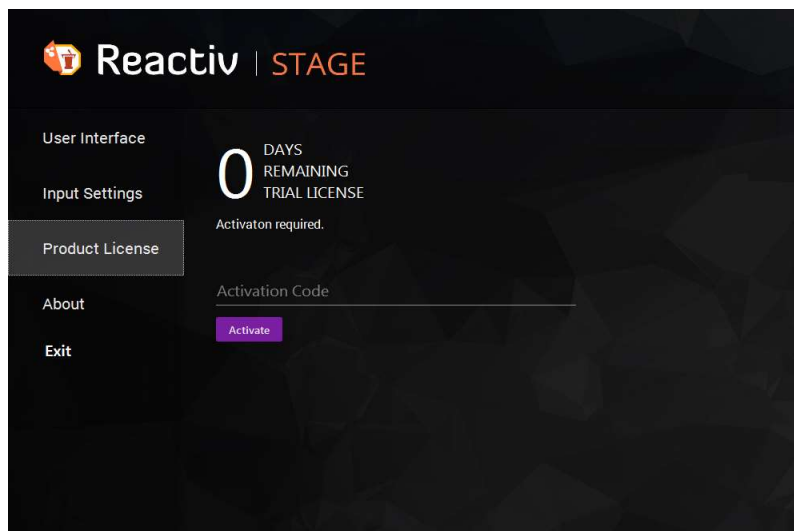 Reactiv | STAGE
User Interface
Input Settings
Product License
About
Exit
0 DAYS
REMAINING
TRIAL LICENSE
Activaton required.
Activation Code
Activate